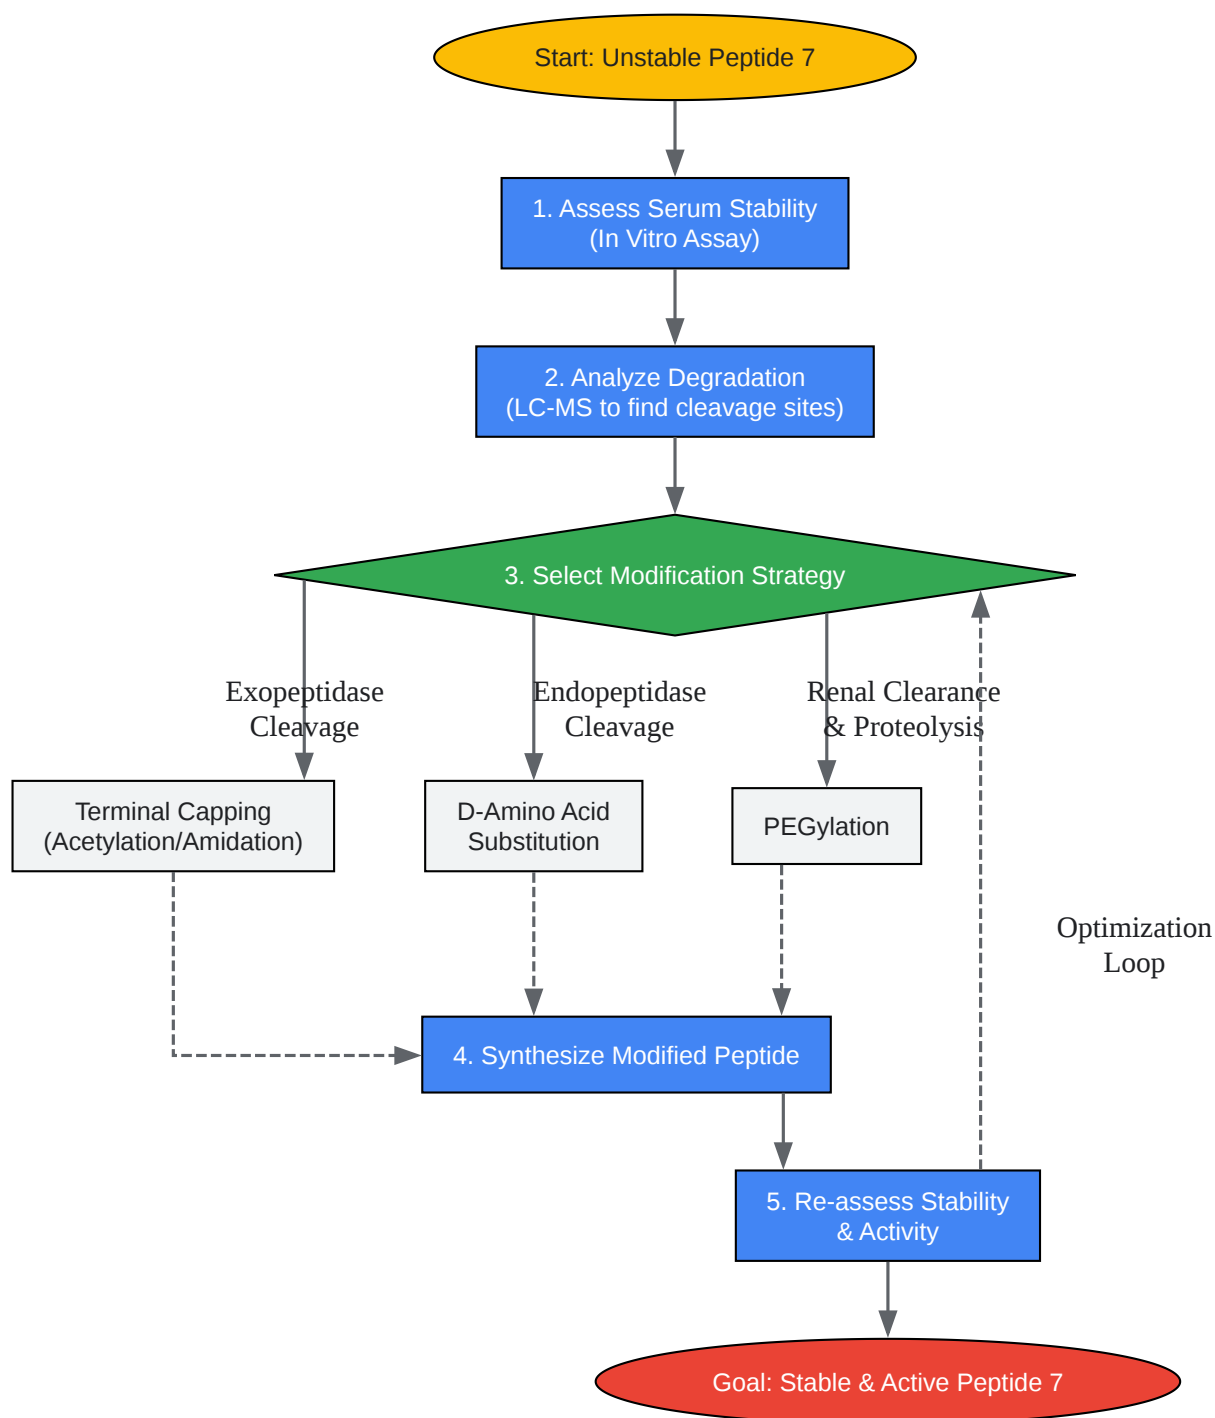 Start: Unstable Peptide 7
1. Assess Serum Stability
(In Vitro Assay)
2. Analyze Degradation
(LC-MS to find cleavage sites)
3. Select Modification Strategy
Exopeptidase
Cleavage
Endopeptidase
Cleavage
Renal Clearance
& Proteolysis
Terminal Capping
(Acetylation/Amidation)
D-Amino Acid
Substitution
PEGylation
Optimization
Loop
4. Synthesize Modified Peptide
5. Re-assess Stability
& Activity
Goal: Stable & Active Peptide 7